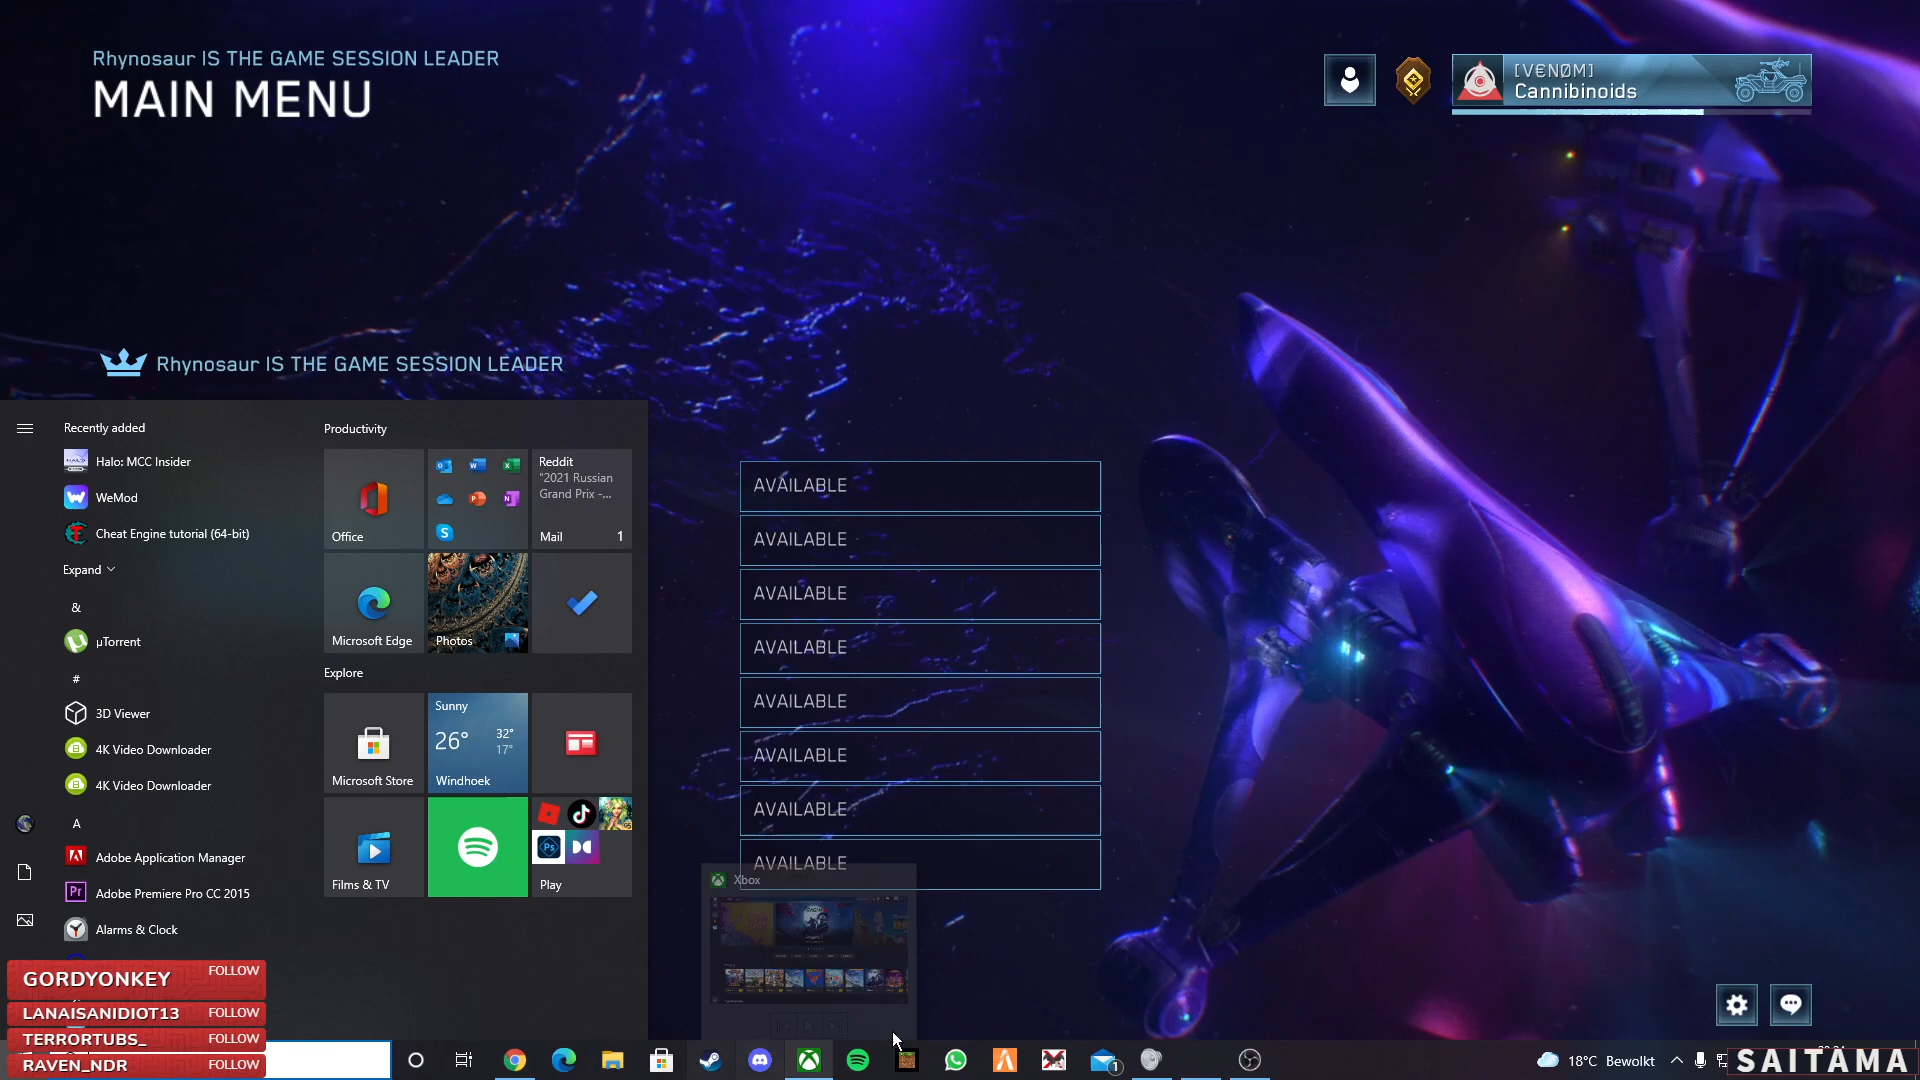 Rhynosaur IS THE GAME SESSION LEADER
MAIN MENU
[V€NØM]
Cannibinoids
Rhynosaur IS THE GAME SESSION LEADER
Recently added
Halo: MCC Insider
WeMod
Cheat Engine tutorial (64-bit)
Expand
&
µTorrent
#
3D Viewer
4K Video Downloader
4K Video Downloader
A
Adobe Application Manager
Adobe Premiere Pro CC 2015
Alarms & Clock
Productivity
Office
Reddit
"2021 Russian
Grand Prix -...
Mail 1
Microsoft Edge
Photos
Explore
Microsoft Store
Sunny
26° 32°
17°
Windhoek
Films & TV
Play
AVAILABLE
AVAILABLE
AVAILABLE
AVAILABLE
AVAILABLE
AVAILABLE
AVAILABLE
AVAILABLE
Xbox
GORDYONKEY FOLLOW
LANAISANIDIOT13 FOLLOW
TERRORTUBS_ FOLLOW
RAVEN_NDR FOLLOW
1
18°C Bewolkt
SAITAMA